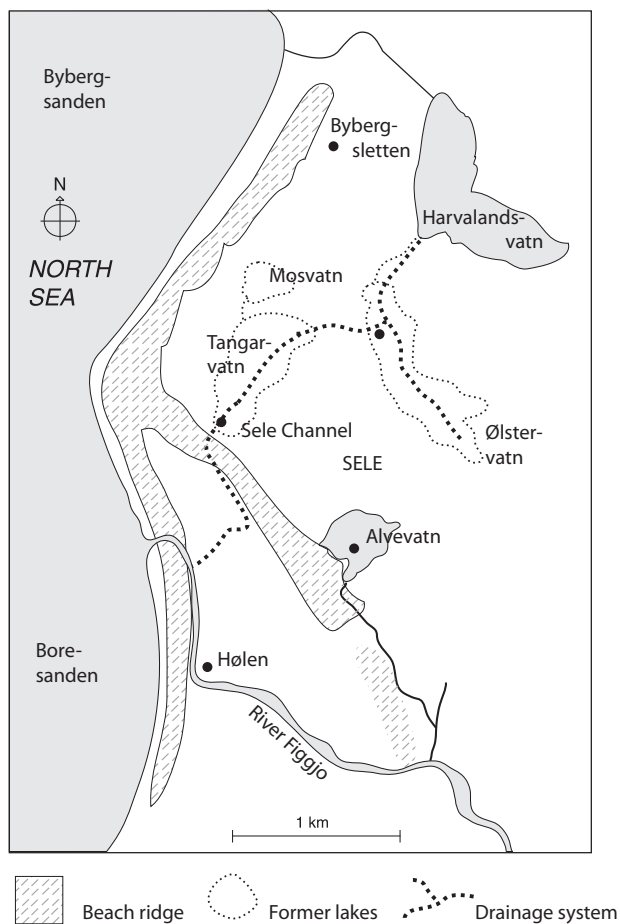 Byberg-
sanden
Byberg-
sletten
N
Harvalands-
vatn
NORTH
SEA
Mosvatn
Tangar-
vatn
Sele Channel
Ølster-
vatn
SELE
Alvevatn
Bore-
sanden
Hølen
River Figgjo
1 km
Beach ridge
Former lakes
Drainage system